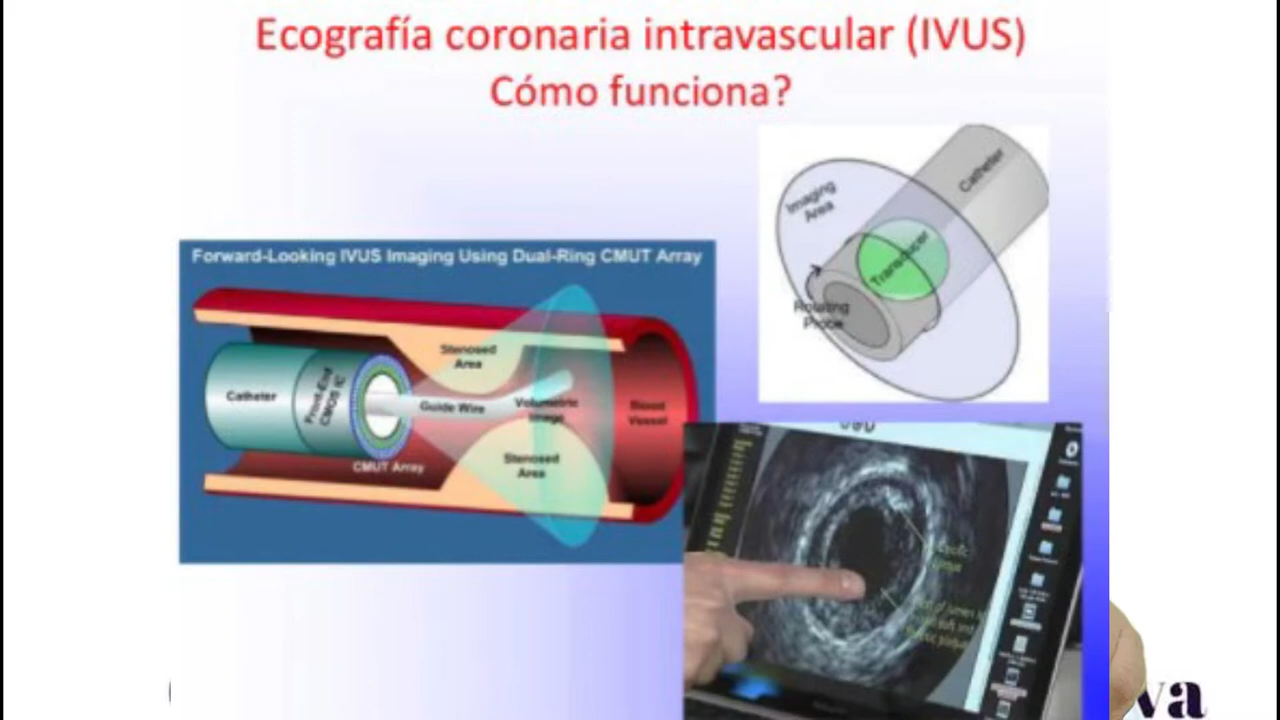 Ecografía coronaria intravascular (IVUS)
Cómo funciona?
Imaging
Area
Catheter
Transducer
Rotating
Probe
Forward-Looking IVUS Imaging Using Dual-Ring CMUT Array
Stenosed
Area
Catheter
Front-End
CMOS IC
Guide Wire
Volumetric
Image
Blood
Vessel
Stenosed
Area
CMUT Array
va